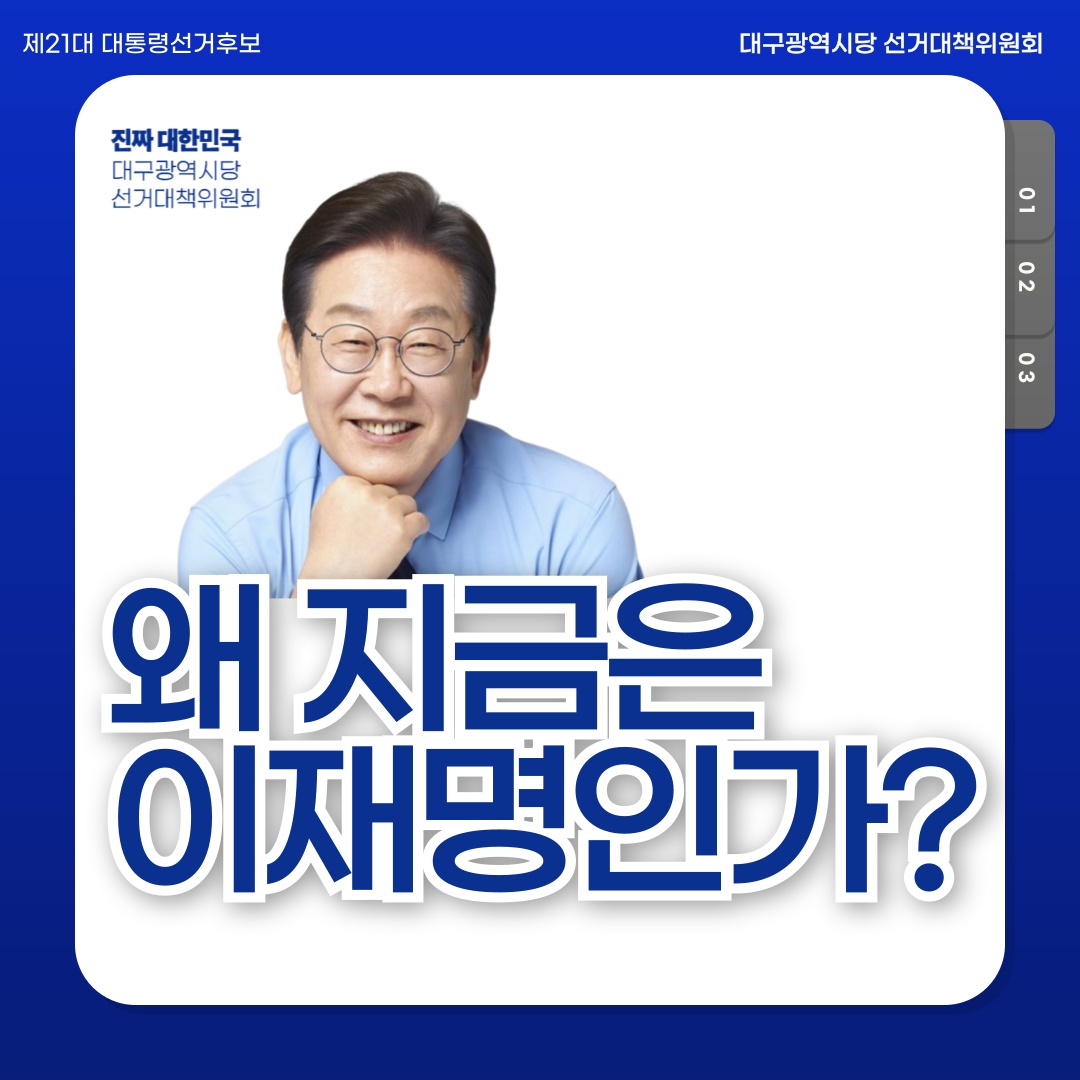 제21대 대통령선거후보
대구광역시당 선거대책위원회
진짜 대한민국
대구광역시당
선거대책위원회
01
02
03
왜 지금은
이재명인가?